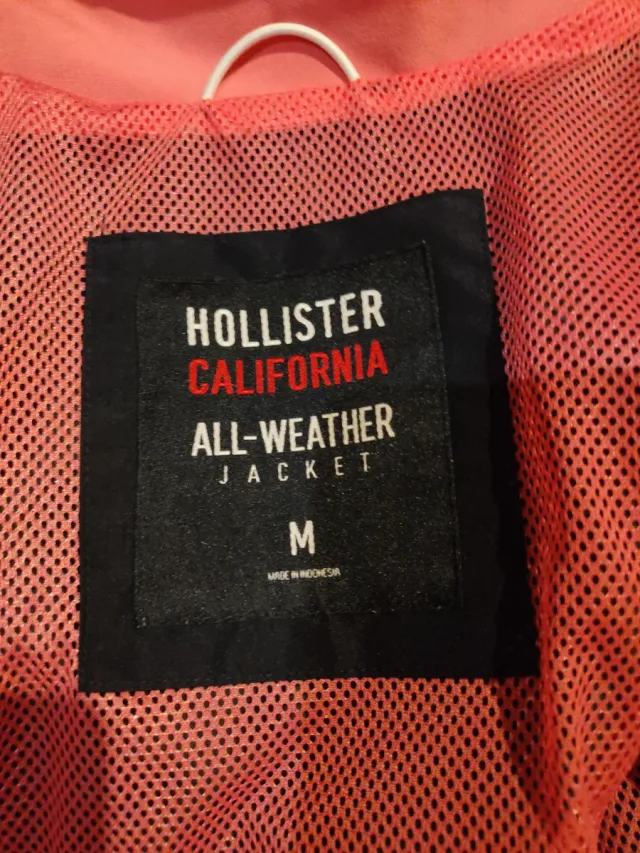 HOLLISTER
CALIFORNIA
ALL-WEATHER
JACKET
M
MADE IN INDONESIA